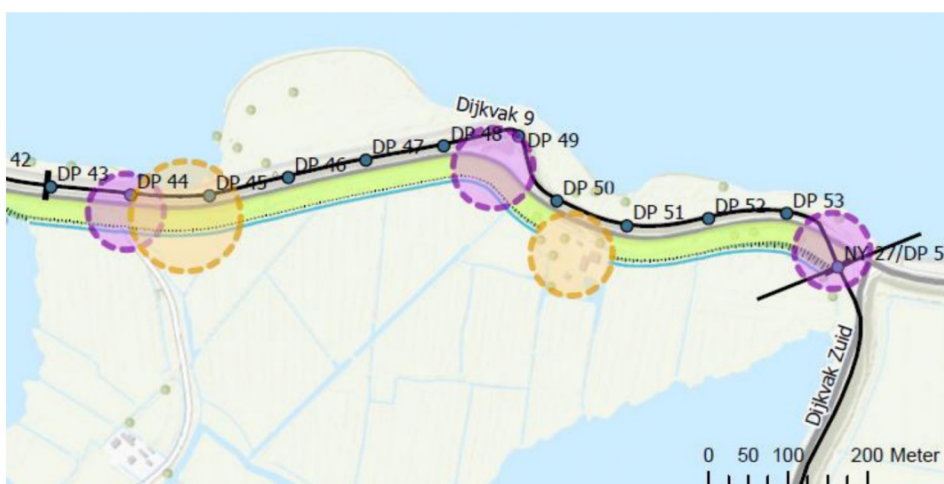 Dijkvak 9
42
DP 43
DP 44
DP 45
DP 46
DP 47
DP 48
DP 49
DP 50
DP 51
DP 52
DP 53
NY 27/DP 5
Dijkvak Zuid
0 50 100 200 Meter